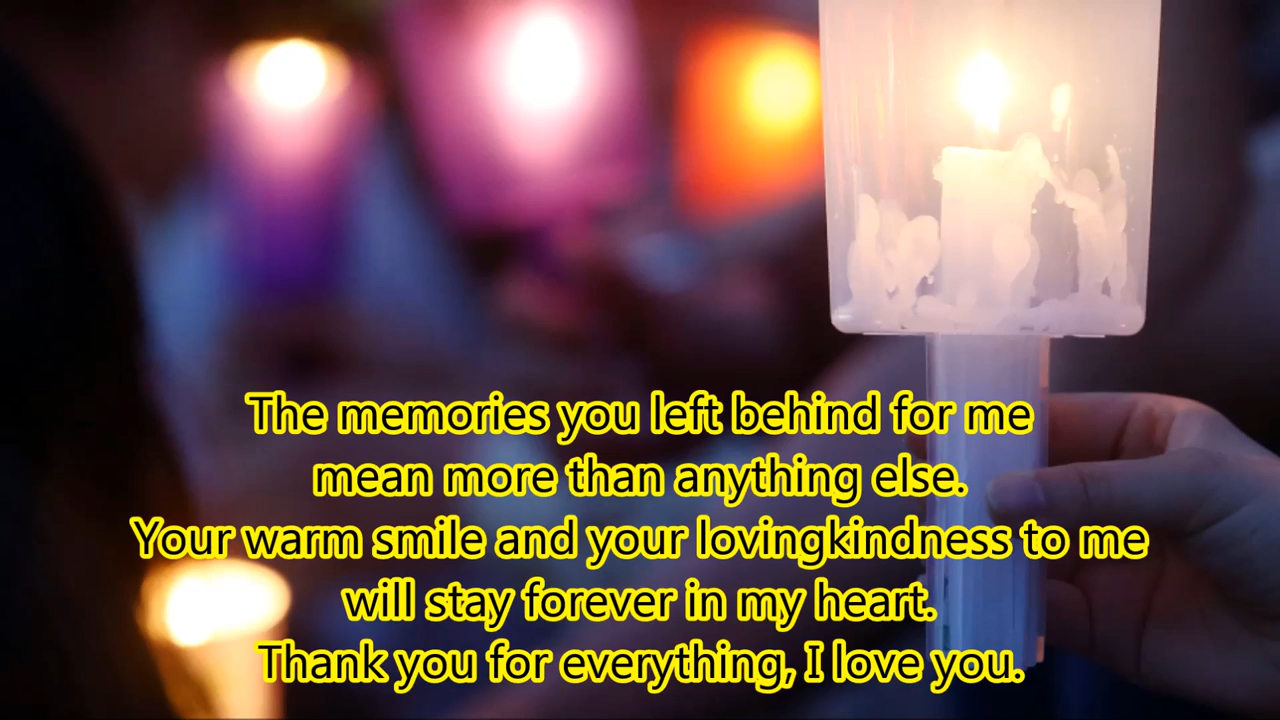 The memories you left behind for me
mean more than anything else.
Your warm smile and your lovingkindness to me
will stay forever in my heart.
Thank you for everything, I love you.